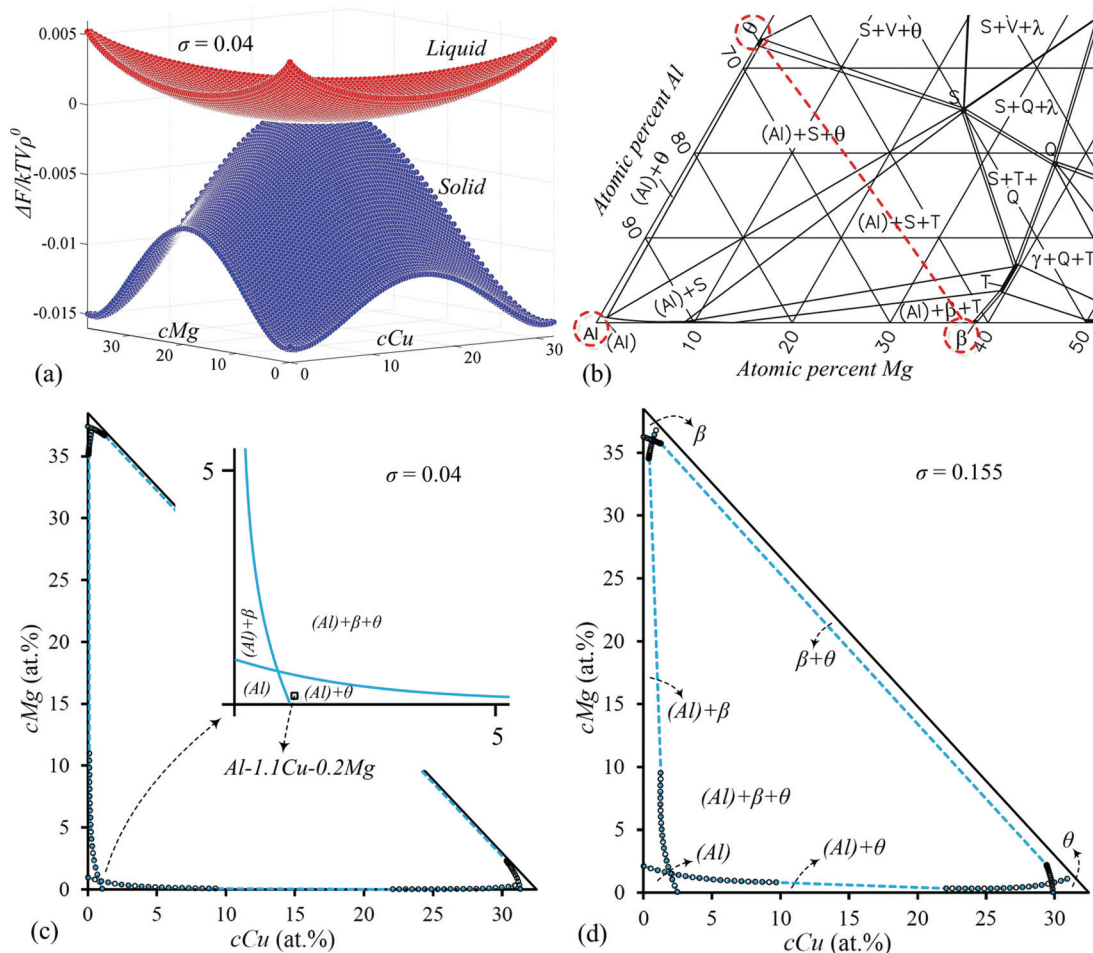 0.005
0
-0.005
-0.01
-0.015
ΔF/kTVρ⁰
σ = 0.04
Liquid
Solid
30
20
10
0
cMg
0
10
20
30
cCu
(a)
θ
70
80
90
Atomic percent Al
S+V+θ
S+V+λ
S
S+Q+λ
Q
(Al)+S+θ
(Al)+θ
S+T+
Q
(Al)+S+T
γ+Q+T
T
(Al)+S
(Al)+β+T
Al
(Al)
β
10
20
30
40
50
Atomic percent Mg
(b)
35
30
25
20
15
10
5
0
cMg (at.%)
σ = 0.04
5
(Al)+β
(Al)+β+θ
(Al)
(Al)+θ
5
Al-1.1Cu-0.2Mg
0
5
10
15
20
25
30
cCu (at.%)
(c)
35
30
25
20
15
10
5
0
cMg (at.%)
β
σ = 0.155
β+θ
(Al)+β
(Al)+β+θ
(Al)
(Al)+θ
θ
0
5
10
15
20
25
30
cCu (at.%)
(d)